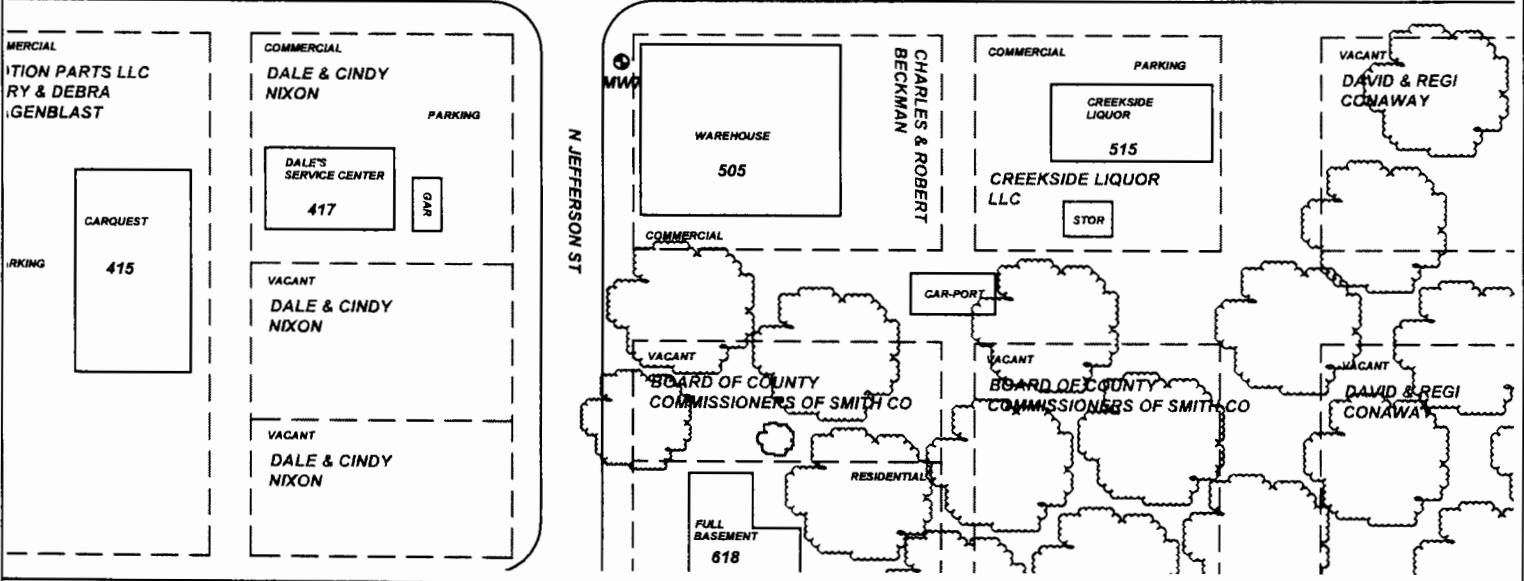 MERCIAL
TION PARTS LLC
RY & DEBRA
GENBLAST
CARQUEST
415
RKING
COMMERCIAL
DALE & CINDY
NIXON
PARKING
DALE'S
SERVICE CENTER
417
GAR
VACANT
DALE & CINDY
NIXON
VACANT
DALE & CINDY
NIXON
N JEFFERSON ST
MW7
WAREHOUSE
505
CHARLES & ROBERT
BECKMAN
COMMERCIAL
COMMERCIAL
PARKING
CREEKSIDE
LIQUOR
515
CREEKSIDE LIQUOR
LLC
STOR
VACANT
DAVID & REGI
CONAWAY
CAR-PORT
VACANT
BOARD OF COUNTY
COMMISSIONERS OF SMITH CO
VACANT
BOARD OF COUNTY
COMMISSIONERS OF SMITH CO
VACANT
DAVID & REGI
CONAWAY
RESIDENTIAL
FULL
BASEMENT
618